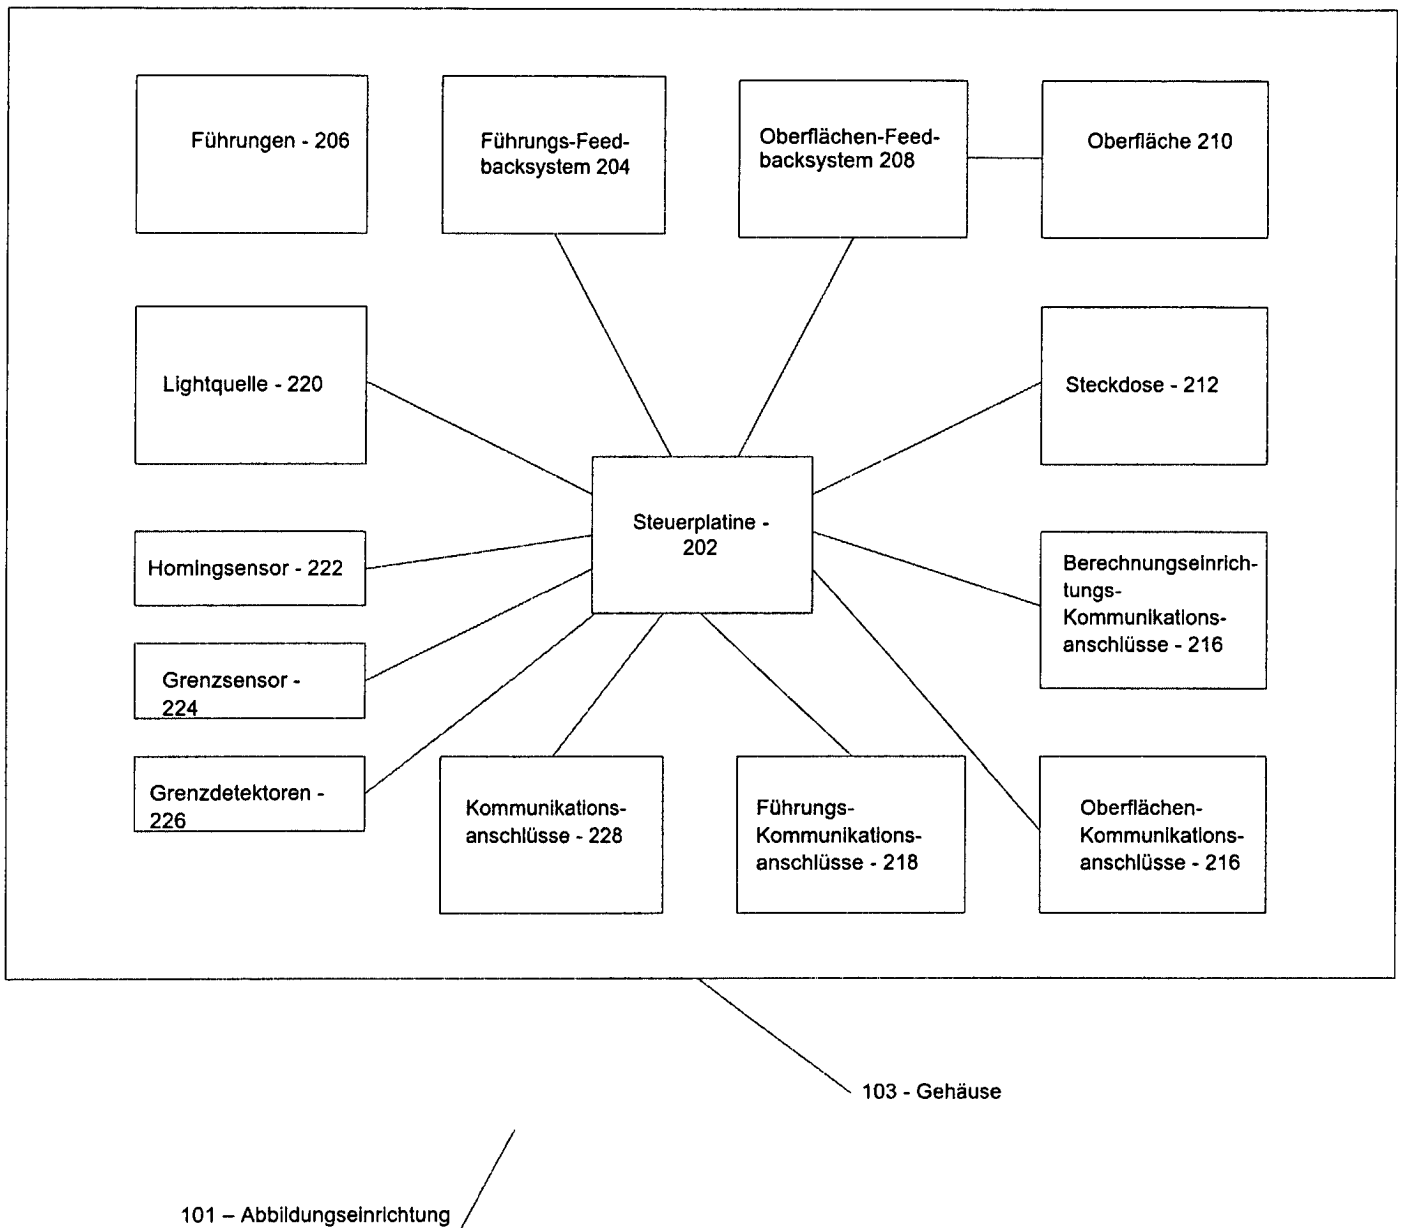 Führungen - 206
Führungs-Feed-
backsystem 204
Oberflächen-Feed-
backsystem 208
Oberfläche 210
Lightquelle - 220
Steckdose - 212
Steuerplatine -
202
Homingsensor - 222
Berechnungseinrich-
tungs-
Kommunikations-
anschlüsse - 216
Grenzsensor -
224
Grenzdetektoren -
226
Kommunikations-
anschlüsse - 228
Führungs-
Kommunikations-
anschlüsse - 218
Oberflächen-
Kommunikations-
anschlüsse - 216
103 - Gehäuse
101 – Abbildungseinrichtung